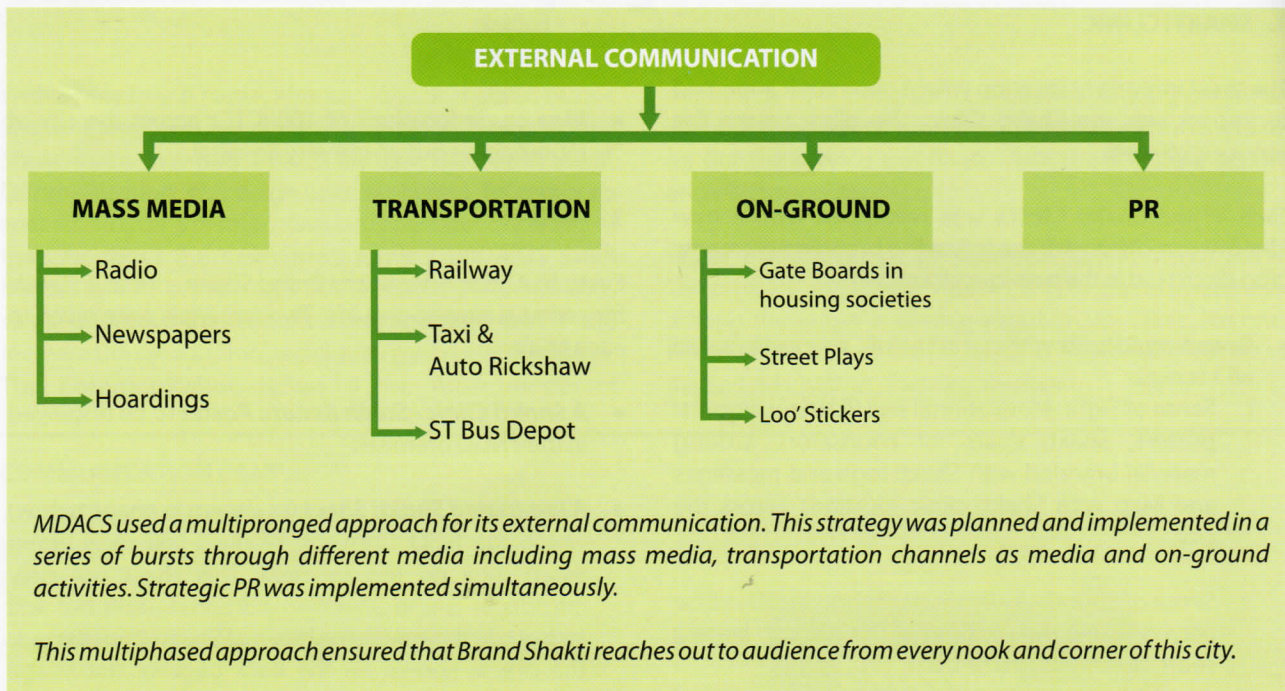 EXTERNAL COMMUNICATION
MASS MEDIA
Radio
Newspapers
Hoardings
TRANSPORTATION
Railway
Taxi &
Auto Rickshaw
ST Bus Depot
ON-GROUND
Gate Boards in
housing societies
Street Plays
Loo' Stickers
PR
MDACS used a multipronged approach for its external communication. This strategy was planned and implemented in a
series of bursts through different media including mass media, transportation channels as media and on-ground
activities. Strategic PR was implemented simultaneously.
This multiphased approach ensured that Brand Shakti reaches out to audience from every nook and corner of this city.